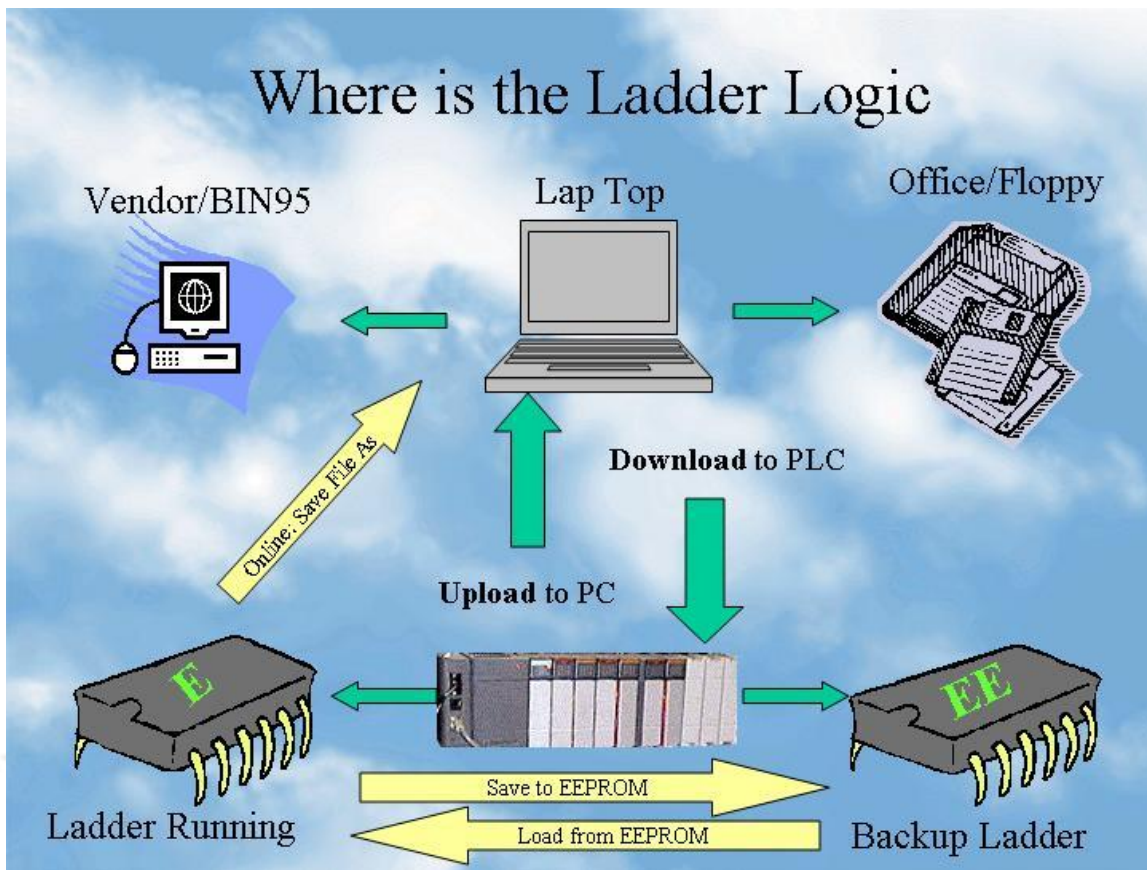 Where is the Ladder Logic
Vendor/BIN95
Lap Top
Office/Floppy
Online: Save File As
Download to PLC
Upload to PC
E
EE
Save to EEPROM
Load from EEPROM
Ladder Running
Backup Ladder